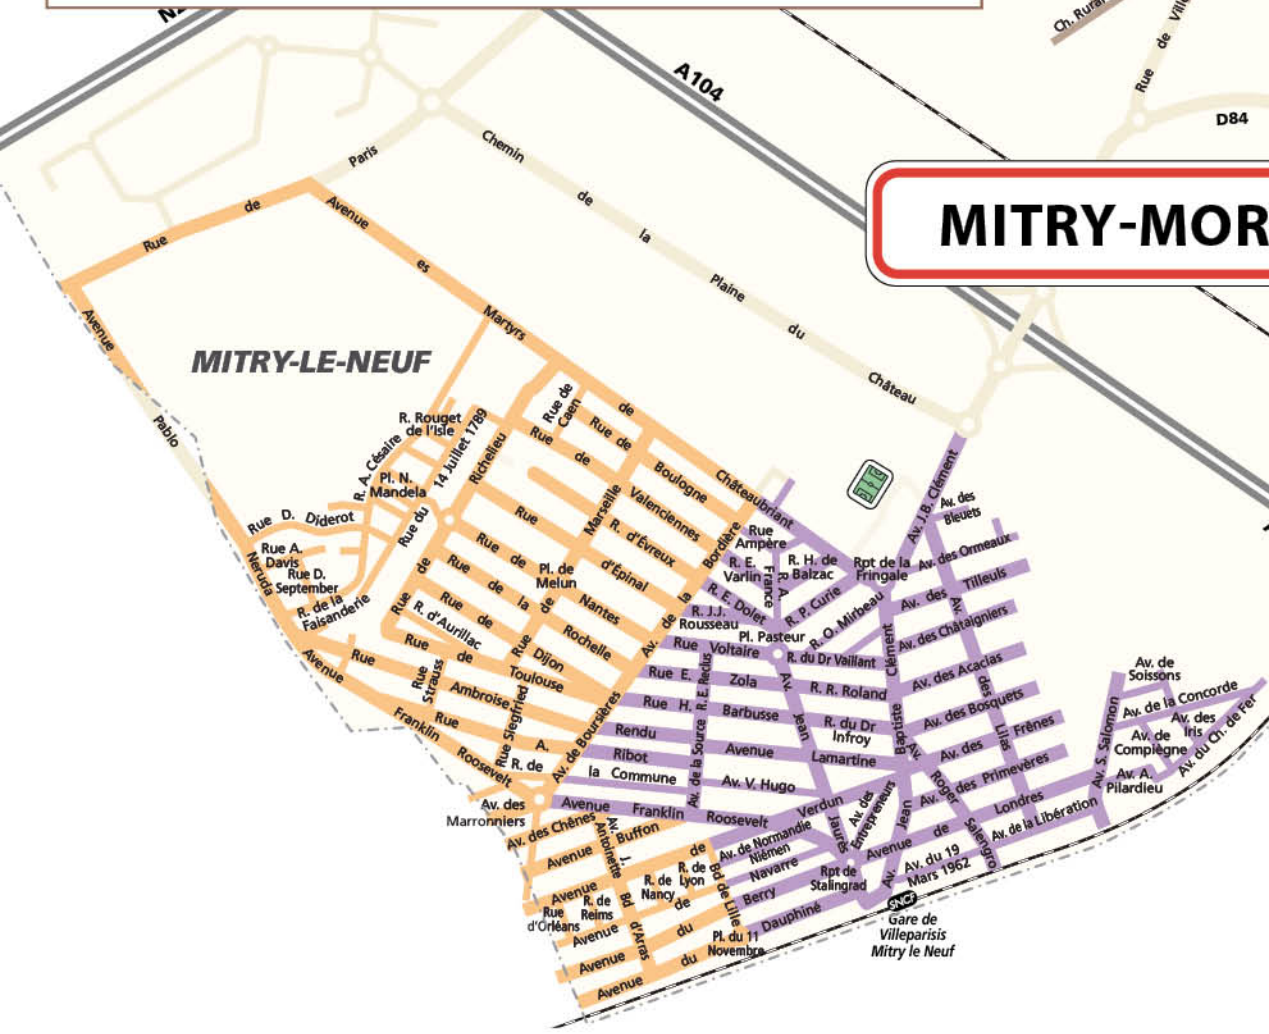 A104
Ch. Rural
Rue de Ville
D84
MITRY-MOR
Paris
Chemin de la Plaine du Château
Rue de
Avenue es Martyrs de Châteaubriant
Avenue Pablo Neruda
MITRY-LE-NEUF
R. Rouget
de l'Isle
R. A. Césaire
Rue du 14 Juillet 1789
Pl. N.
Mandela
Rue de Richelieu
Rue de
Caen
Rue de Boulogne
Rue de Valenciennes
R. d'Évreux
Rue d'Épinal
Rue de Marseille
Pl. de
Melun
Rue de Nantes
Rue de la Rochelle
Rue de Dijon
R. d'Aurillac
Rue de Toulouse
Rue D. Diderot
Rue A.
Davis
Rue D.
September
R. de la
Faisanderie
Rue Ambroise
Rue
Strauss
Rue Siegfried
Rue A.
R. de la Commune
Avenue Franklin Roosevelt
Av. de la Bordière
Av. de Boursières
Rue
Ampère
R. E.
Varlin
R. A.
France
R. H. de
Balzac
R. P. Curie
R. E. Dolet
R. J.J.
Rousseau
R. O. Mirbeau
Rpt de la
Fringale
Pl. Pasteur
Rue Voltaire
R. du Dr Vaillant
Rue E. Zola
R. R. Roland
R. E. Reclus
Rue H. Barbusse
R. du Dr
Infroy
Rendu
Ribot
Avenue Lamartine
Av. V. Hugo
Av. de la Source
Avenue Franklin Roosevelt
Av. Jean Jaurès
Av. J.B. Clément
Av. Jean Baptiste Clément
Av. des
Bleuets
Av. des Ormeaux
Av. des Tilleuls
Av. des Châtaigniers
Av. des Acacias
Av. des Bosquets
Av. des Frênes
Av. des Primevères
Av. des Lilas
Av. Roger Salengro
Avenue de Londres
Av. de la Libération
Av. du 19
Mars 1962
Av. des
Entrepreneurs
Verdun
Rpt de
Stalingrad
SNCF
Gare de
Villeparisis
Mitry le Neuf
Av. de
Soissons
Av. de la Concorde
Av. des
Iris
Av. de
Compiègne
Av. A.
Pilardieu
Av. S. Salomon
Av. du Ch. de Fer
Av. des
Marronniers
Av. des Chênes
Avenue Buffon
Av. J.
Antoinette
Avenue de
Av. de Normandie
Niémen
Avenue de Navarre
Avenue du Berry
Avenue du Dauphiné
Bd de Lille
Bd d'Arras
R. de
Lyon
R. de
Nancy
R. de
Reims
Rue
d'Orléans
Pl. du 11
Novembre